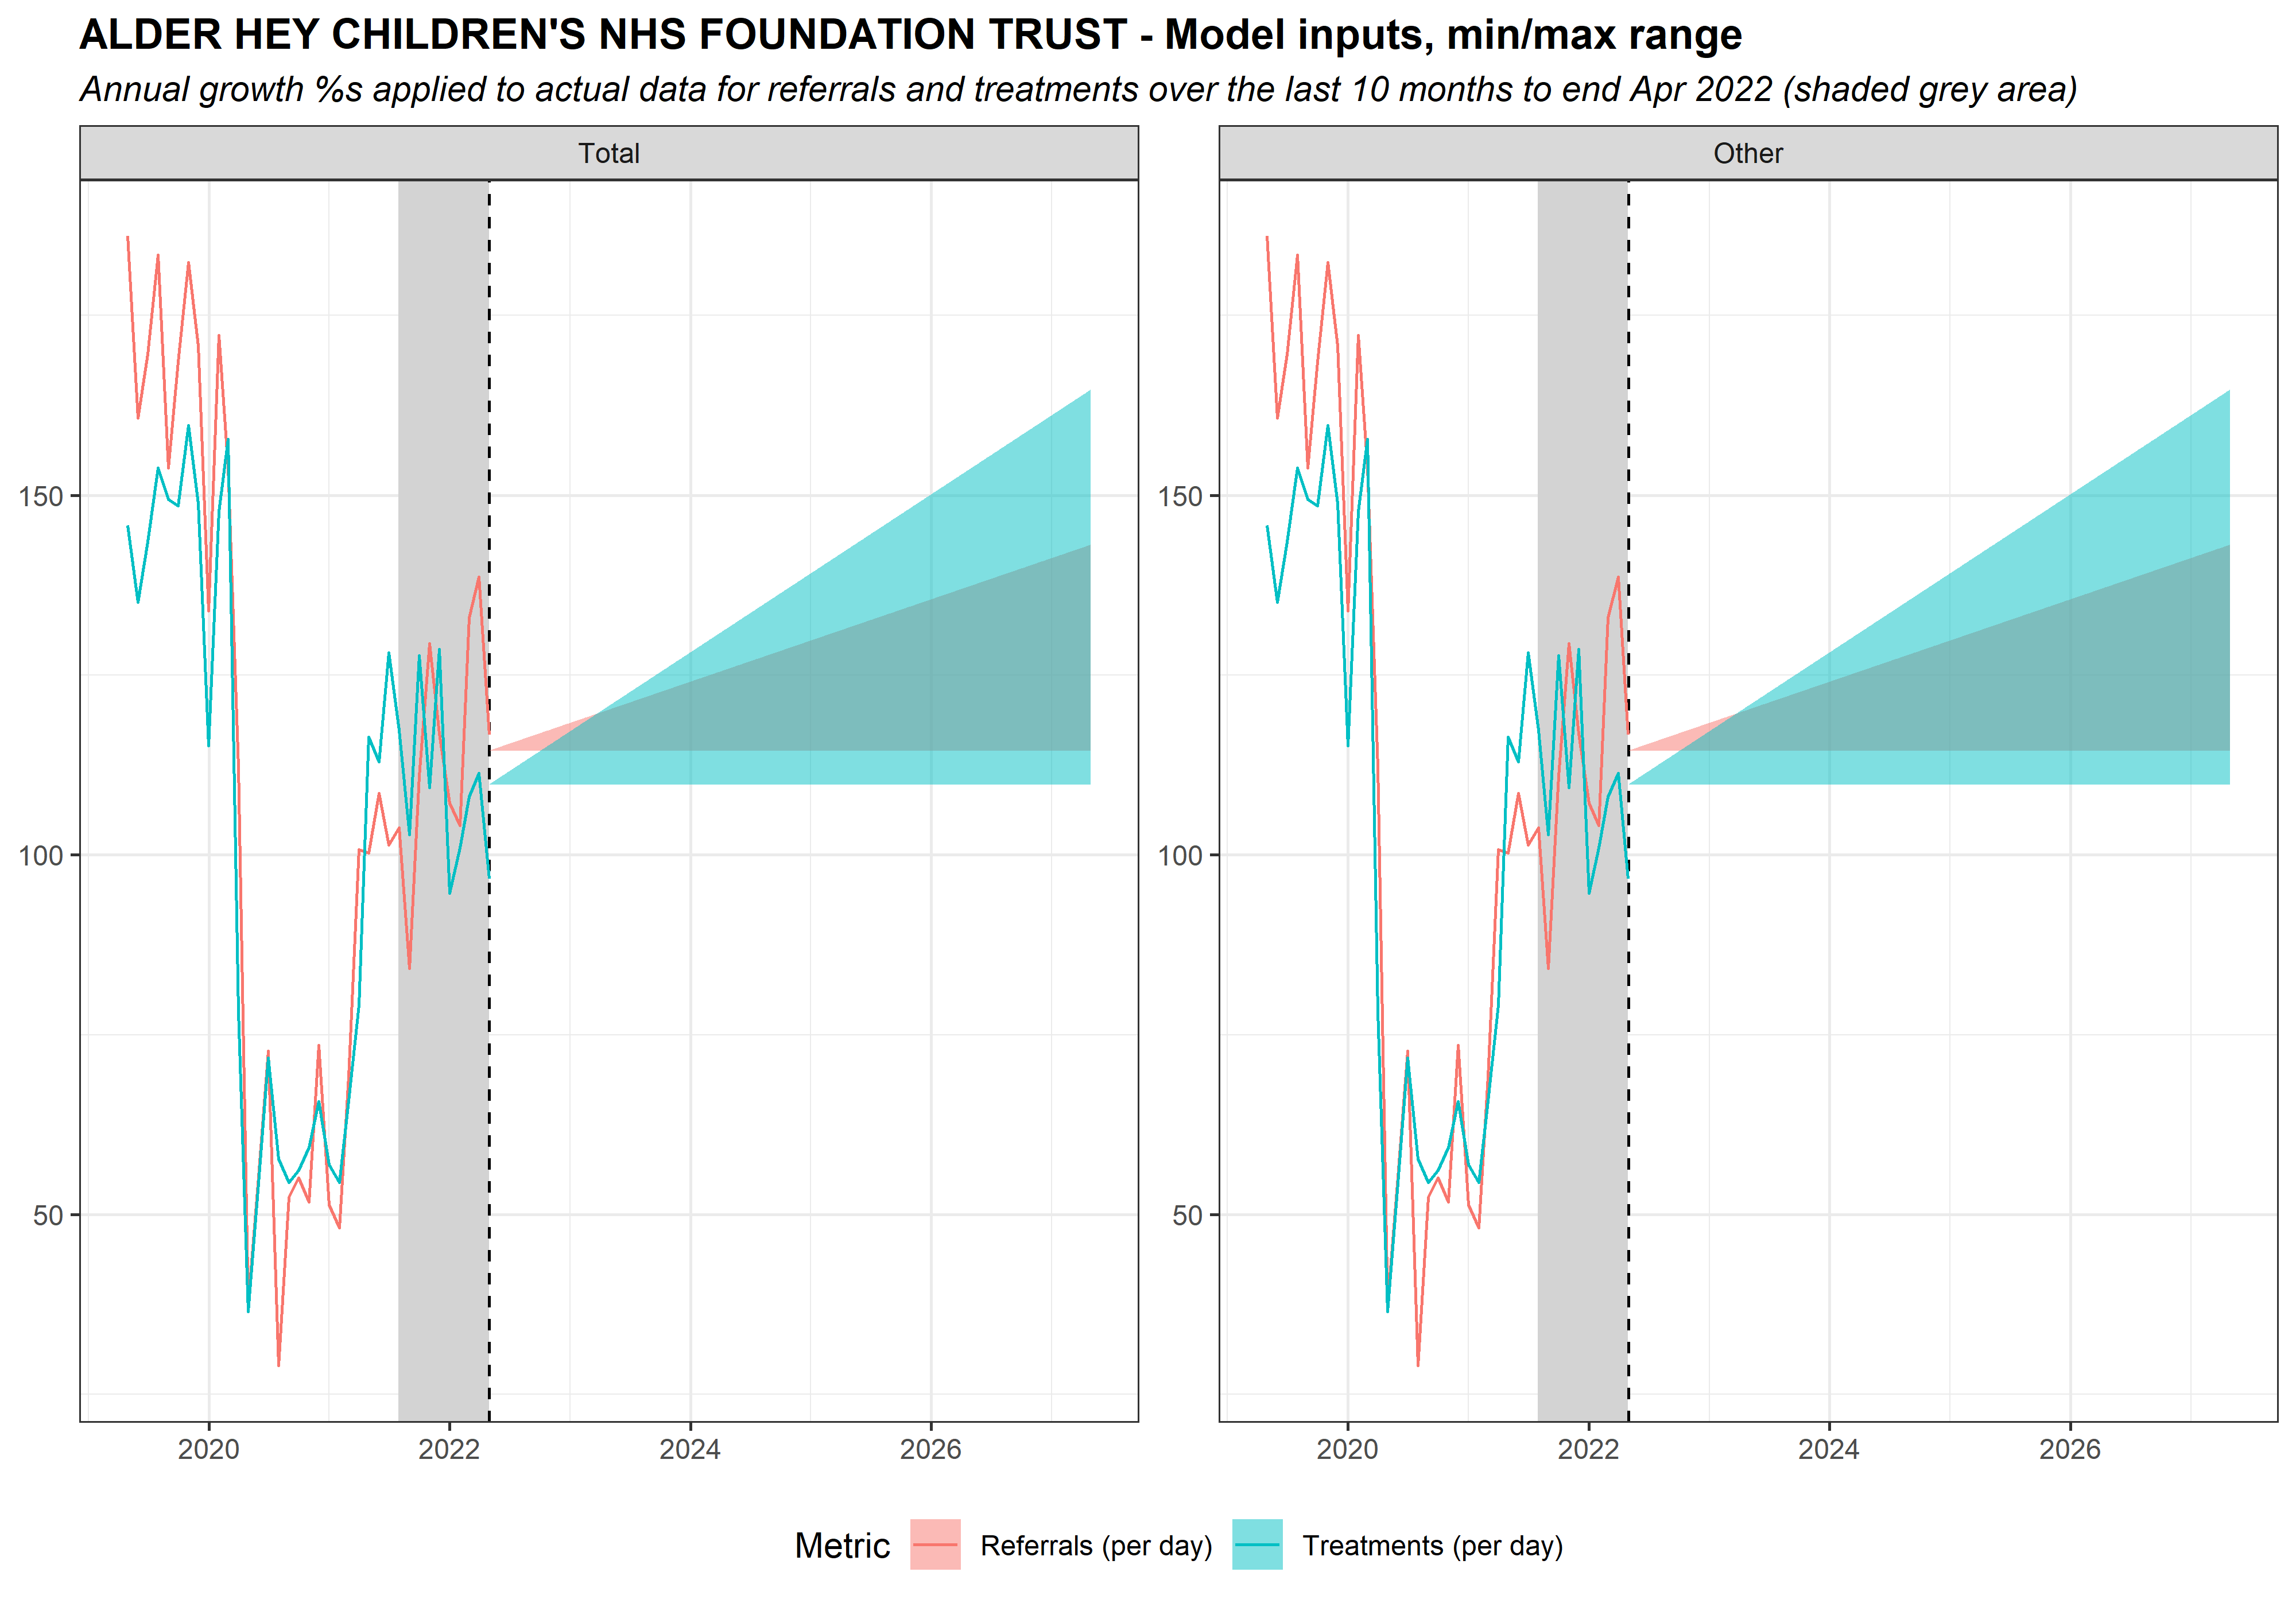 ALDER HEY CHILDREN'S NHS FOUNDATION TRUST - Model inputs, min/max range
Annual growth %s applied to actual data for referrals and treatments over the last 10 months to end Apr 2022 (shaded grey area)
Total
Other
150
100
50
150
100
50
2020
2022
2024
2026
2020
2022
2024
2026
Metric
Referrals (per day)
Treatments (per day)